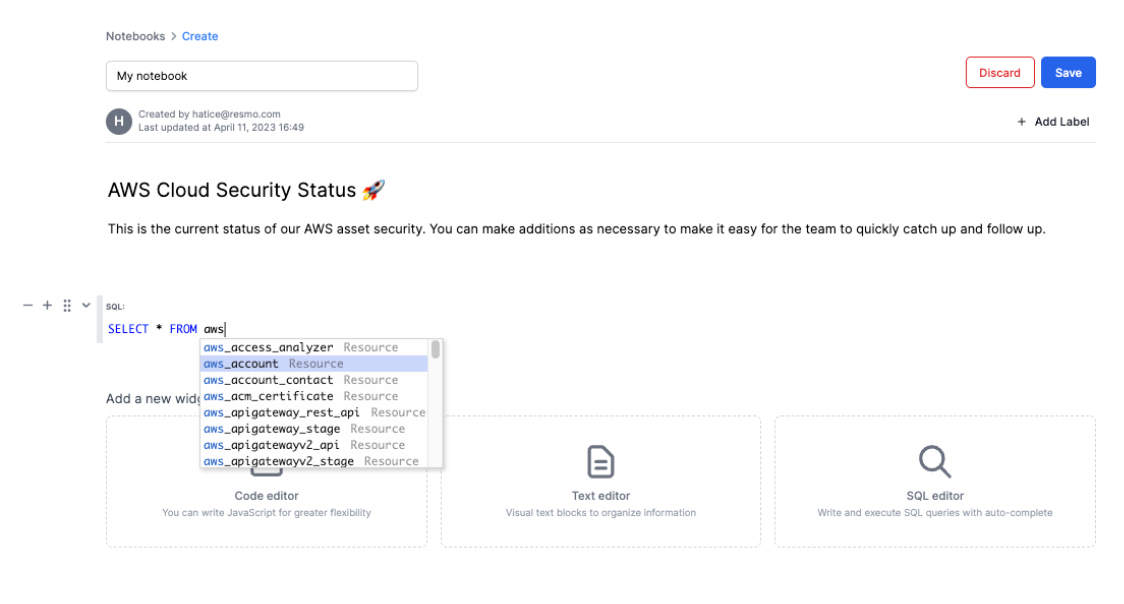 Notebooks > Create
My notebook
Discard
Save
H
Created by hatice@resmo.com
Last updated at April 11, 2023 16:49
+ Add Label
AWS Cloud Security Status 🚀
This is the current status of our AWS asset security. You can make additions as necessary to make it easy for the team to quickly catch up and follow up.
SQL:
SELECT * FROM aws
aws_access_analyzer Resource
aws_account Resource
aws_account_contact Resource
aws_acm_certificate Resource
aws_apigateway_rest_api Resource
aws_apigateway_stage Resource
aws_apigatewayv2_api Resource
aws_apigatewayv2_stage Resource
Add a new
Code editor
You can write JavaScript for greater flexibility
Text editor
Visual text blocks to organize information
SQL editor
Write and execute SQL queries with auto-complete